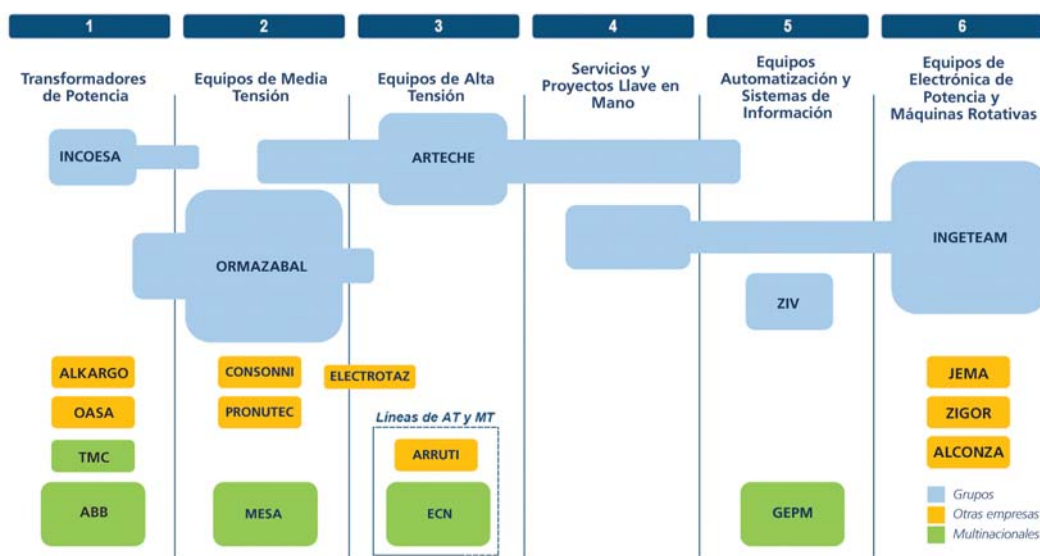 1
2
3
4
5
6
Transformadores
de Potencia
Equipos de Media
Tensión
Equipos de Alta
Tensión
Servicios y
Proyectos Llave en
Mano
Equipos
Automatización y
Sistemas de
Información
Equipos de
Electrónica de
Potencia y
Máquinas Rotativas
INCOESA
ARTECHE
ORMAZABAL
INGETEAM
ZIV
ALKARGO
CONSONNI
ELECTROTAZ
JEMA
OASA
PRONUTEC
Líneas de AT y MT
ZIGOR
TMC
ARRUTI
ALCONZA
ABB
MESA
ECN
GEPM
Grupos
Otras empresas
Multinacionales